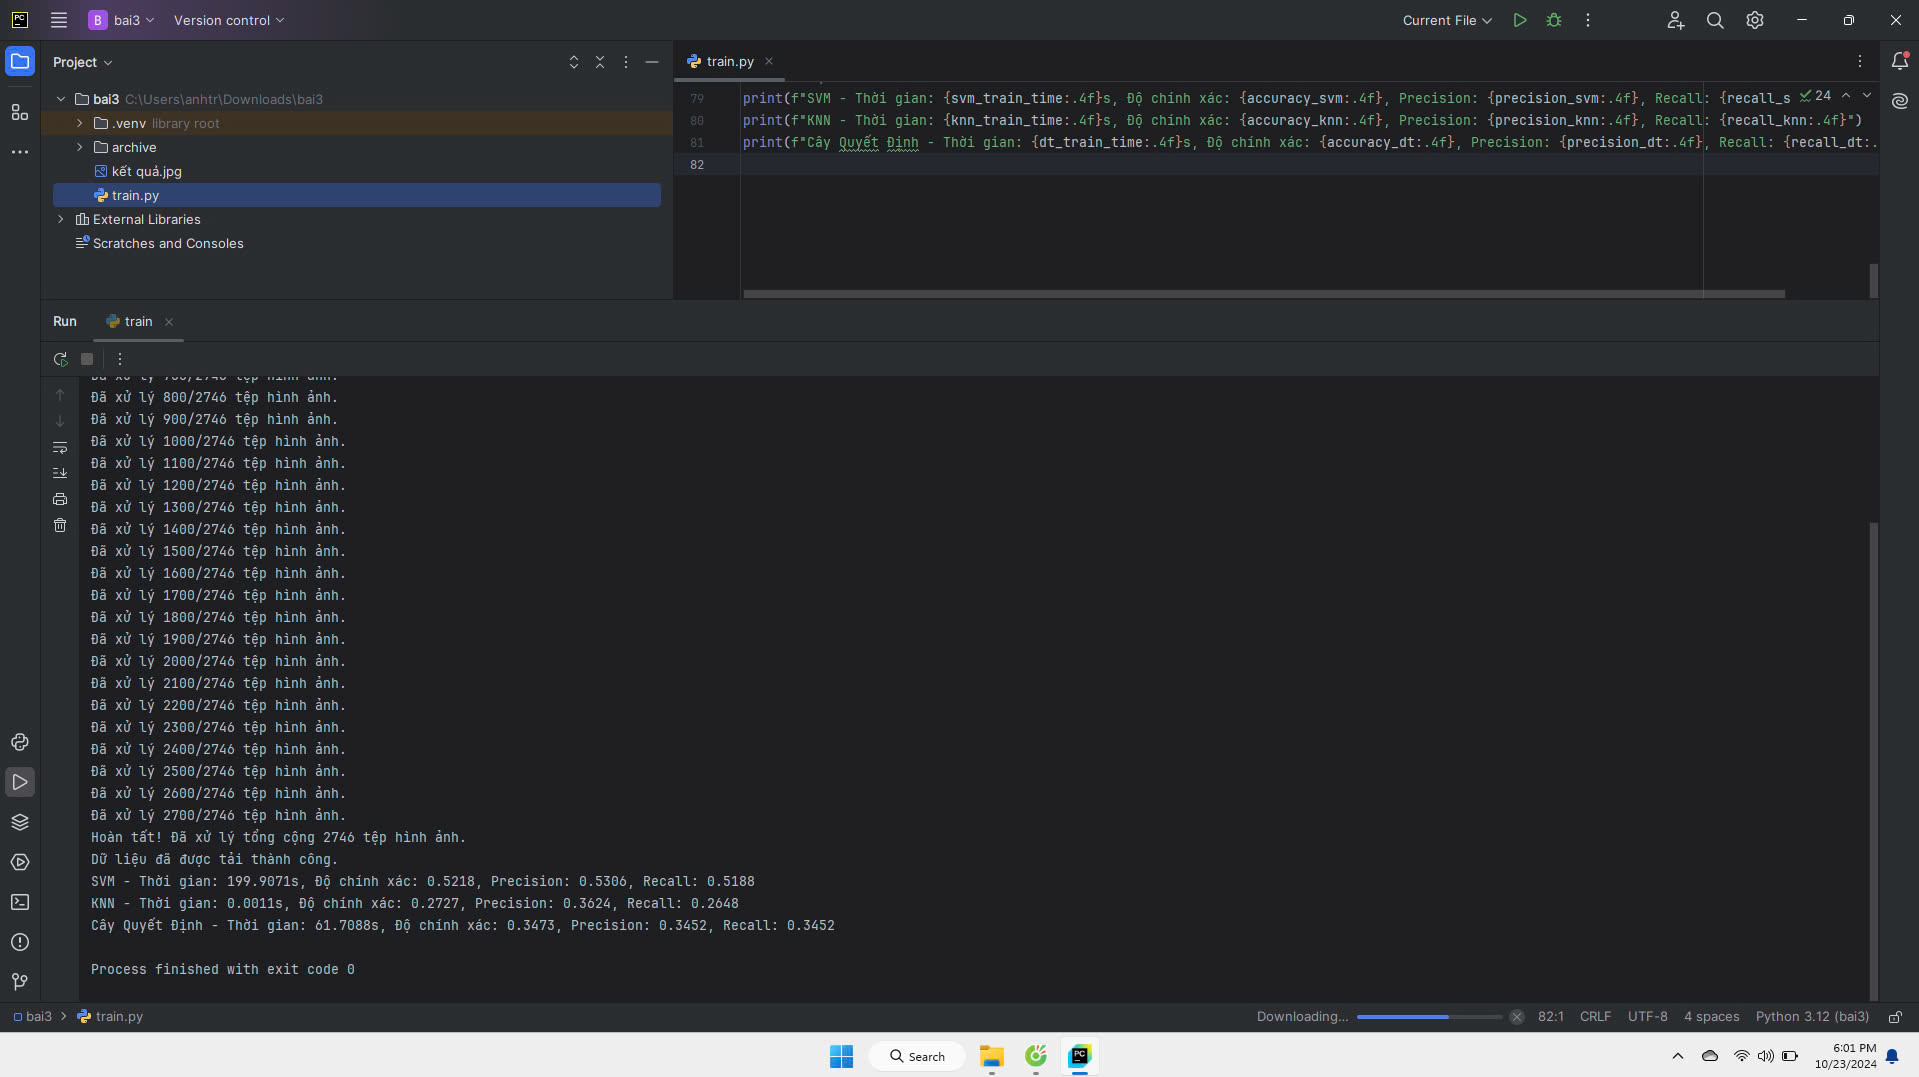 PC
B bai3 Version control
Current File
Project
train.py
bai3 C:\Users\anhtr\Downloads\bai3
.venv library root
archive
kết quả.jpg
train.py
External Libraries
Scratches and Consoles
79 print(f"SVM - Thời gian: {svm_train_time:.4f}s, Độ chính xác: {accuracy_svm:.4f}, Precision: {precision_svm:.4f}, Recall: {recall_s 24
80 print(f"KNN - Thời gian: {knn_train_time:.4f}s, Độ chính xác: {accuracy_knn:.4f}, Precision: {precision_knn:.4f}, Recall: {recall_knn:.4f}")
81 print(f"Cây Quyết Định - Thời gian: {dt_train_time:.4f}s, Độ chính xác: {accuracy_dt:.4f}, Precision: {precision_dt:.4f}, Recall: {recall_dt:.
82
Run train
Đã xử lý 700/2746 tệp hình ảnh.
Đã xử lý 800/2746 tệp hình ảnh.
Đã xử lý 900/2746 tệp hình ảnh.
Đã xử lý 1000/2746 tệp hình ảnh.
Đã xử lý 1100/2746 tệp hình ảnh.
Đã xử lý 1200/2746 tệp hình ảnh.
Đã xử lý 1300/2746 tệp hình ảnh.
Đã xử lý 1400/2746 tệp hình ảnh.
Đã xử lý 1500/2746 tệp hình ảnh.
Đã xử lý 1600/2746 tệp hình ảnh.
Đã xử lý 1700/2746 tệp hình ảnh.
Đã xử lý 1800/2746 tệp hình ảnh.
Đã xử lý 1900/2746 tệp hình ảnh.
Đã xử lý 2000/2746 tệp hình ảnh.
Đã xử lý 2100/2746 tệp hình ảnh.
Đã xử lý 2200/2746 tệp hình ảnh.
Đã xử lý 2300/2746 tệp hình ảnh.
Đã xử lý 2400/2746 tệp hình ảnh.
Đã xử lý 2500/2746 tệp hình ảnh.
Đã xử lý 2600/2746 tệp hình ảnh.
Đã xử lý 2700/2746 tệp hình ảnh.
Hoàn tất! Đã xử lý tổng cộng 2746 tệp hình ảnh.
Dữ liệu đã được tải thành công.
SVM - Thời gian: 199.9071s, Độ chính xác: 0.5218, Precision: 0.5306, Recall: 0.5188
KNN - Thời gian: 0.0011s, Độ chính xác: 0.2727, Precision: 0.3624, Recall: 0.2648
Cây Quyết Định - Thời gian: 61.7088s, Độ chính xác: 0.3473, Precision: 0.3452, Recall: 0.3452
Process finished with exit code 0
bai3 train.py
Downloading... 82:1 CRLF UTF-8 4 spaces Python 3.12 (bai3)
Search
PC
6:01 PM
10/23/2024